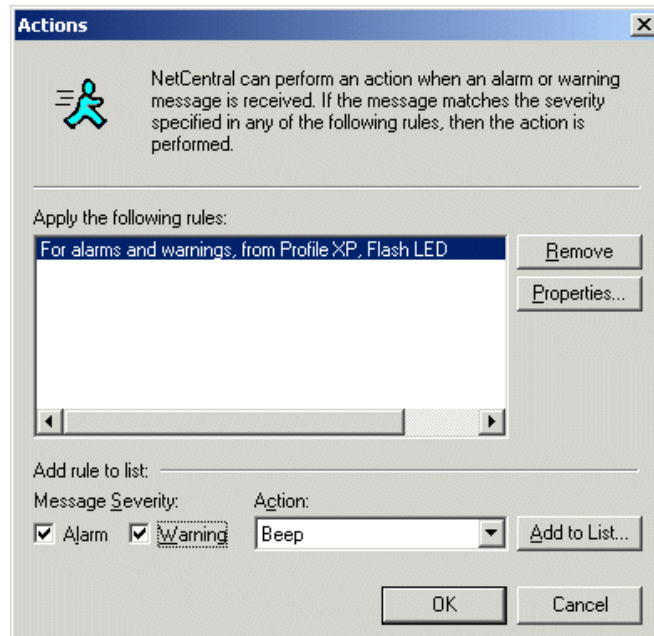 Actions
NetCentral can perform an action when an alarm or warning
message is received. If the message matches the severity
specified in any of the following rules, then the action is
performed.
Apply the following rules:
For alarms and warnings, from Profile XP, Flash LED
Remove
Properties...
Add rule to list:
Message Severity:
Action:
Alarm
Warning
Beep
Add to List...
OK
Cancel